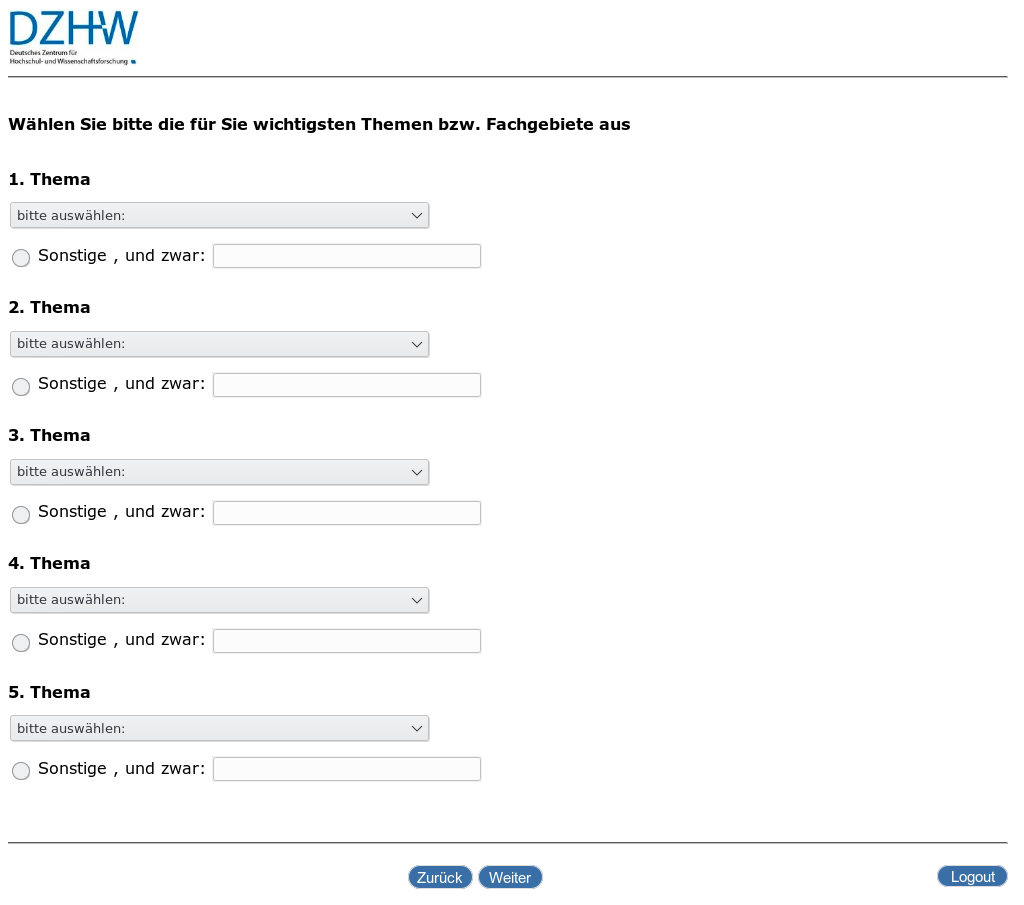 DZHW
Deutsches Zentrum für
Hochschul- und Wissenschaftsforschung
Wählen Sie bitte die für Sie wichtigsten Themen bzw. Fachgebiete aus
1. Thema
bitte auswählen:
Sonstige , und zwar:
2. Thema
bitte auswählen:
Sonstige , und zwar:
3. Thema
bitte auswählen:
Sonstige , und zwar:
4. Thema
bitte auswählen:
Sonstige , und zwar:
5. Thema
bitte auswählen:
Sonstige , und zwar:
Zurück Weiter Logout